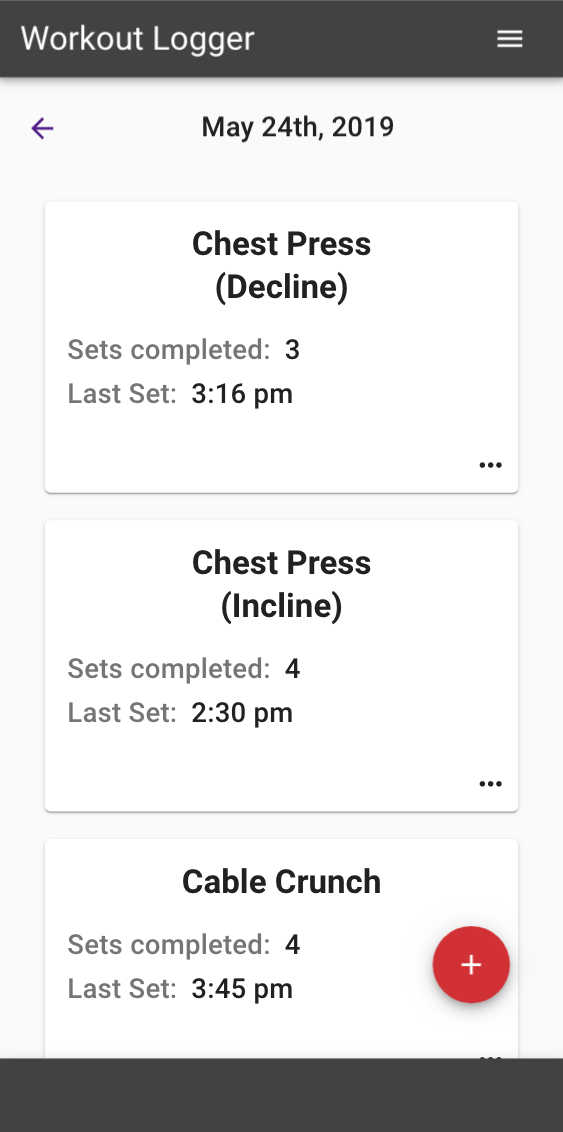 Workout Logger
May 24th, 2019
Chest Press
(Decline)
Sets completed: 3
Last Set: 3:16 pm
Chest Press
(Incline)
Sets completed: 4
Last Set: 2:30 pm
Cable Crunch
Sets completed: 4
Last Set: 3:45 pm